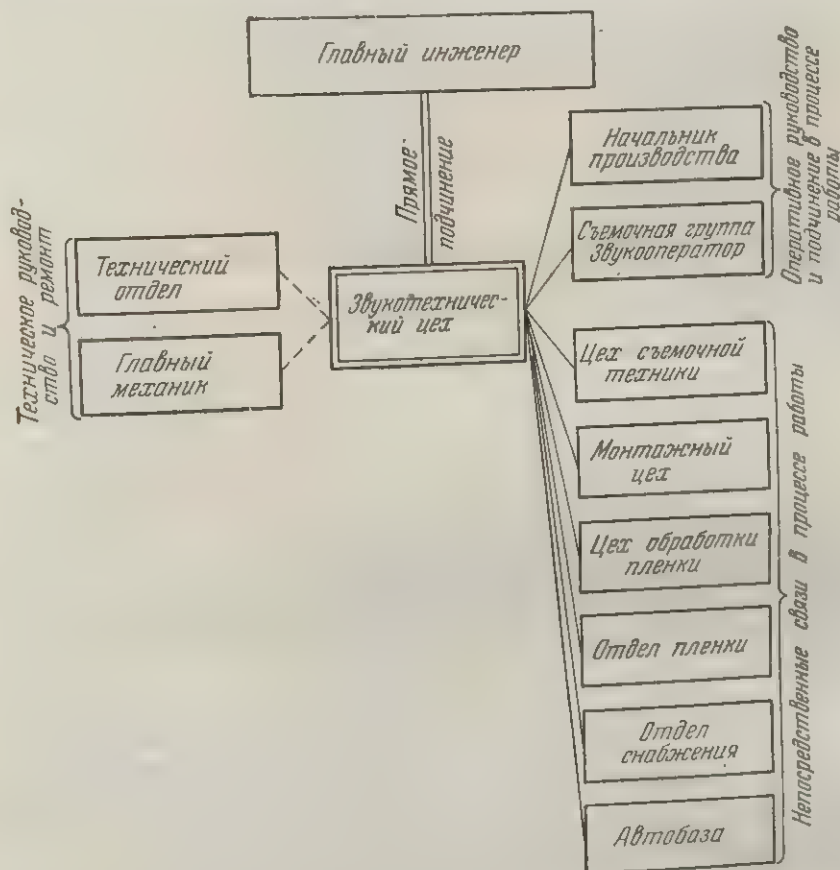 Главный инженер
Прямое
подчинение
Техническое руковод-
ство и ремонт
Технический
отдел
Главный
механик
Звукотехничес-
кий цех
Начальник
производства
Съемочная группа
Звукооператор
Оперативное руководство
и подчинение в процессе
работы
Цех съемочной
техники
Монтажный
цех
Цех обработки
пленки
Отдел пленки
Отдел
снабжения
Автобаза
Непосредственные связи в процессе работы